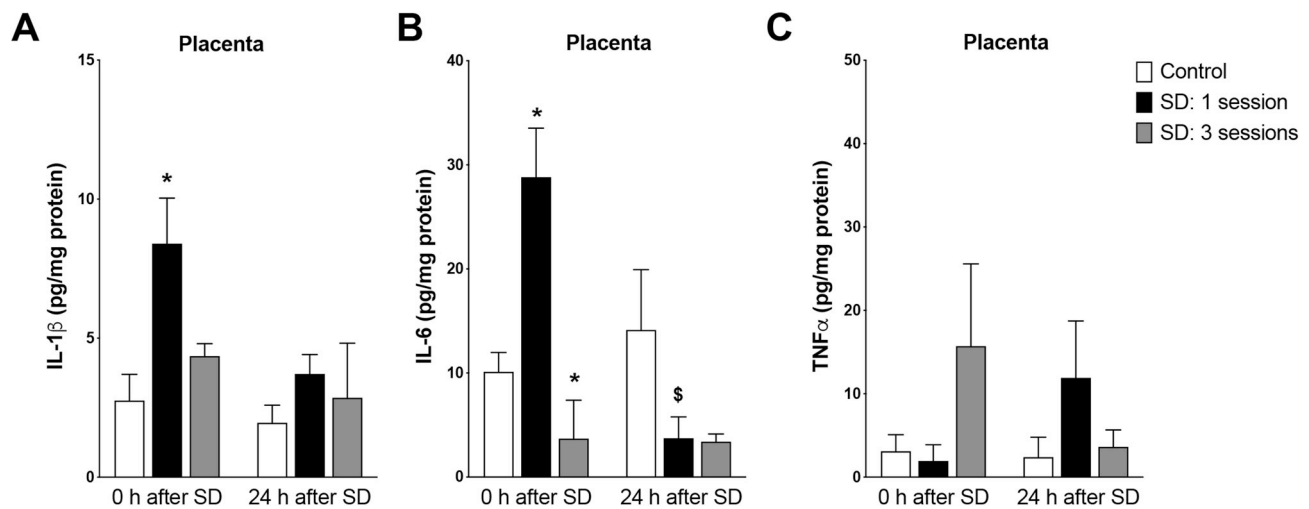 A
Placenta
IL-1β (pg/mg protein)
15
10
5
0
*
0 h after SD
24 h after SD
B
Placenta
IL-6 (pg/mg protein)
40
30
20
10
0
*
*
$
0 h after SD
24 h after SD
C
Placenta
TNFα (pg/mg protein)
50
40
30
20
10
0
0 h after SD
24 h after SD
Control
SD: 1 session
SD: 3 sessions